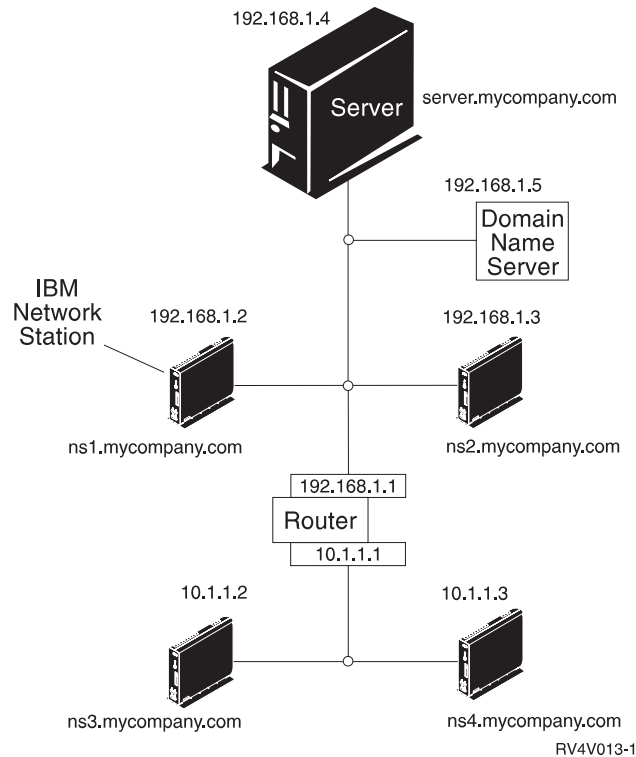 192.168.1.4
Server
server.mycompany.com
192.168.1.5
Domain
Name
Server
IBM
Network
Station
192.168.1.2
192.168.1.3
ns1.mycompany.com
ns2.mycompany.com
192.168.1.1
Router
10.1.1.1
10.1.1.2
10.1.1.3
ns3.mycompany.com
ns4.mycompany.com
RV4V013-1